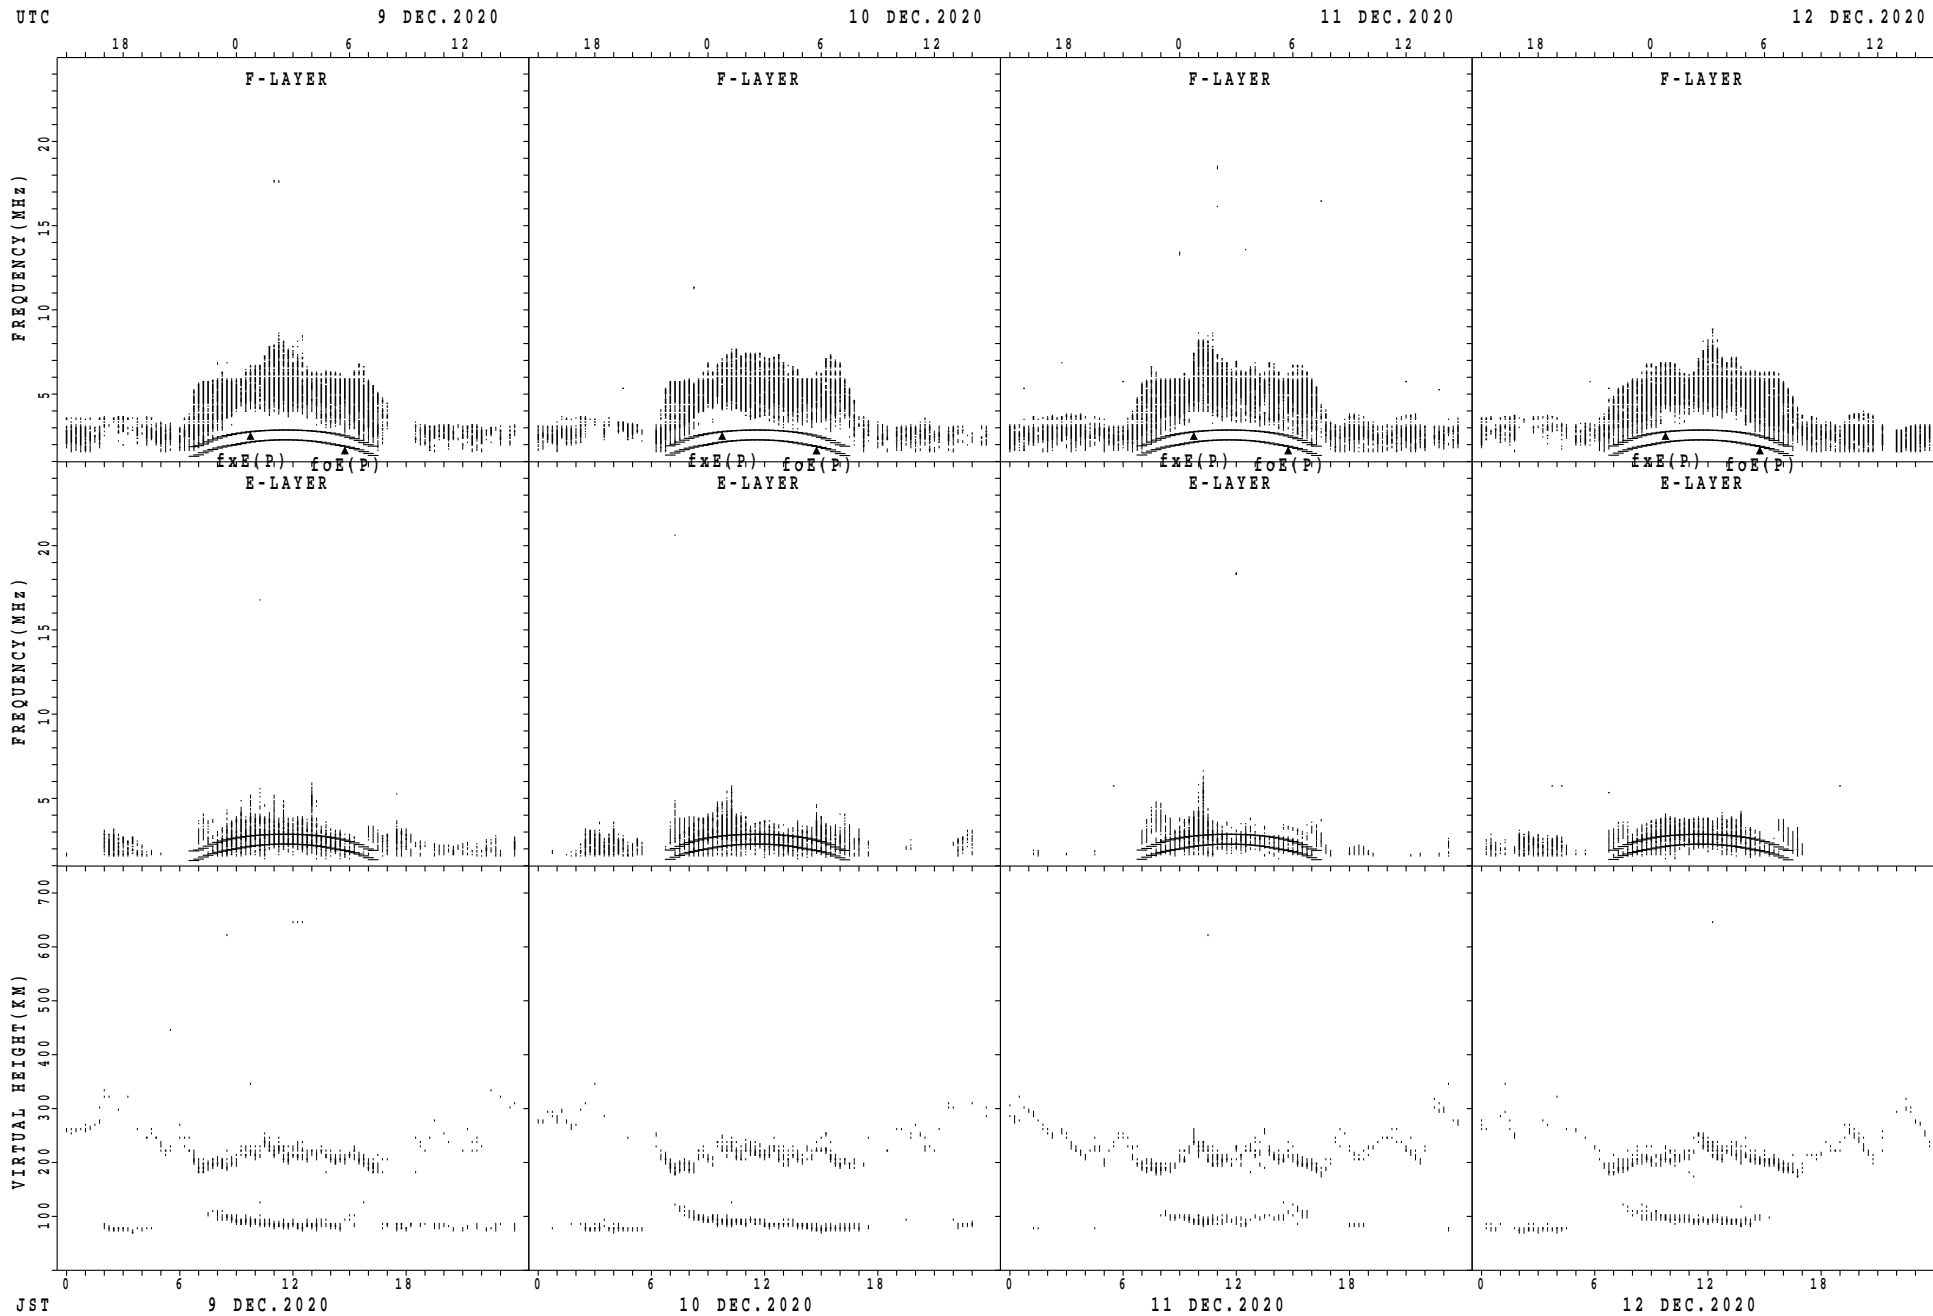 UTC 9 DEC.2020 10 DEC.2020 11 DEC.2020 12 DEC.2020
18 0 6 12 18 0 6 12 18 0 6 12 18 0 6 12
F-LAYER F-LAYER F-LAYER F-LAYER
FREQUENCY(MHz)
20
15
10
5
fxE(P) foE(P) fxE(P) foE(P) fxE(P) foE(P) fxE(P) foE(P)
E-LAYER E-LAYER E-LAYER E-LAYER
FREQUENCY(MHz)
20
15
10
5
VIRTUAL HEIGHT(KM)
700
600
500
400
300
200
100
0 6 12 18 0 6 12 18 0 6 12 18 0 6 12 18
JST 9 DEC.2020 10 DEC.2020 11 DEC.2020 12 DEC.2020